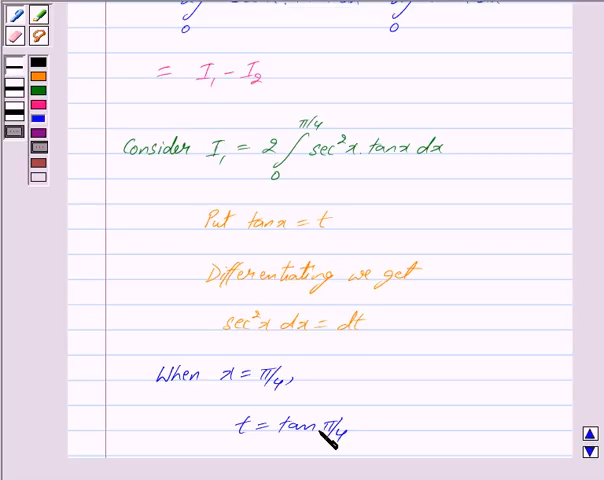 = I₁ - I₂
Consider I₁ = 2 ∫₀^π/4 sec²x . tanx dx
Put tanx = t
Differentiating we get
sec²x dx = dt
When x = π/4,
t = tan π/4